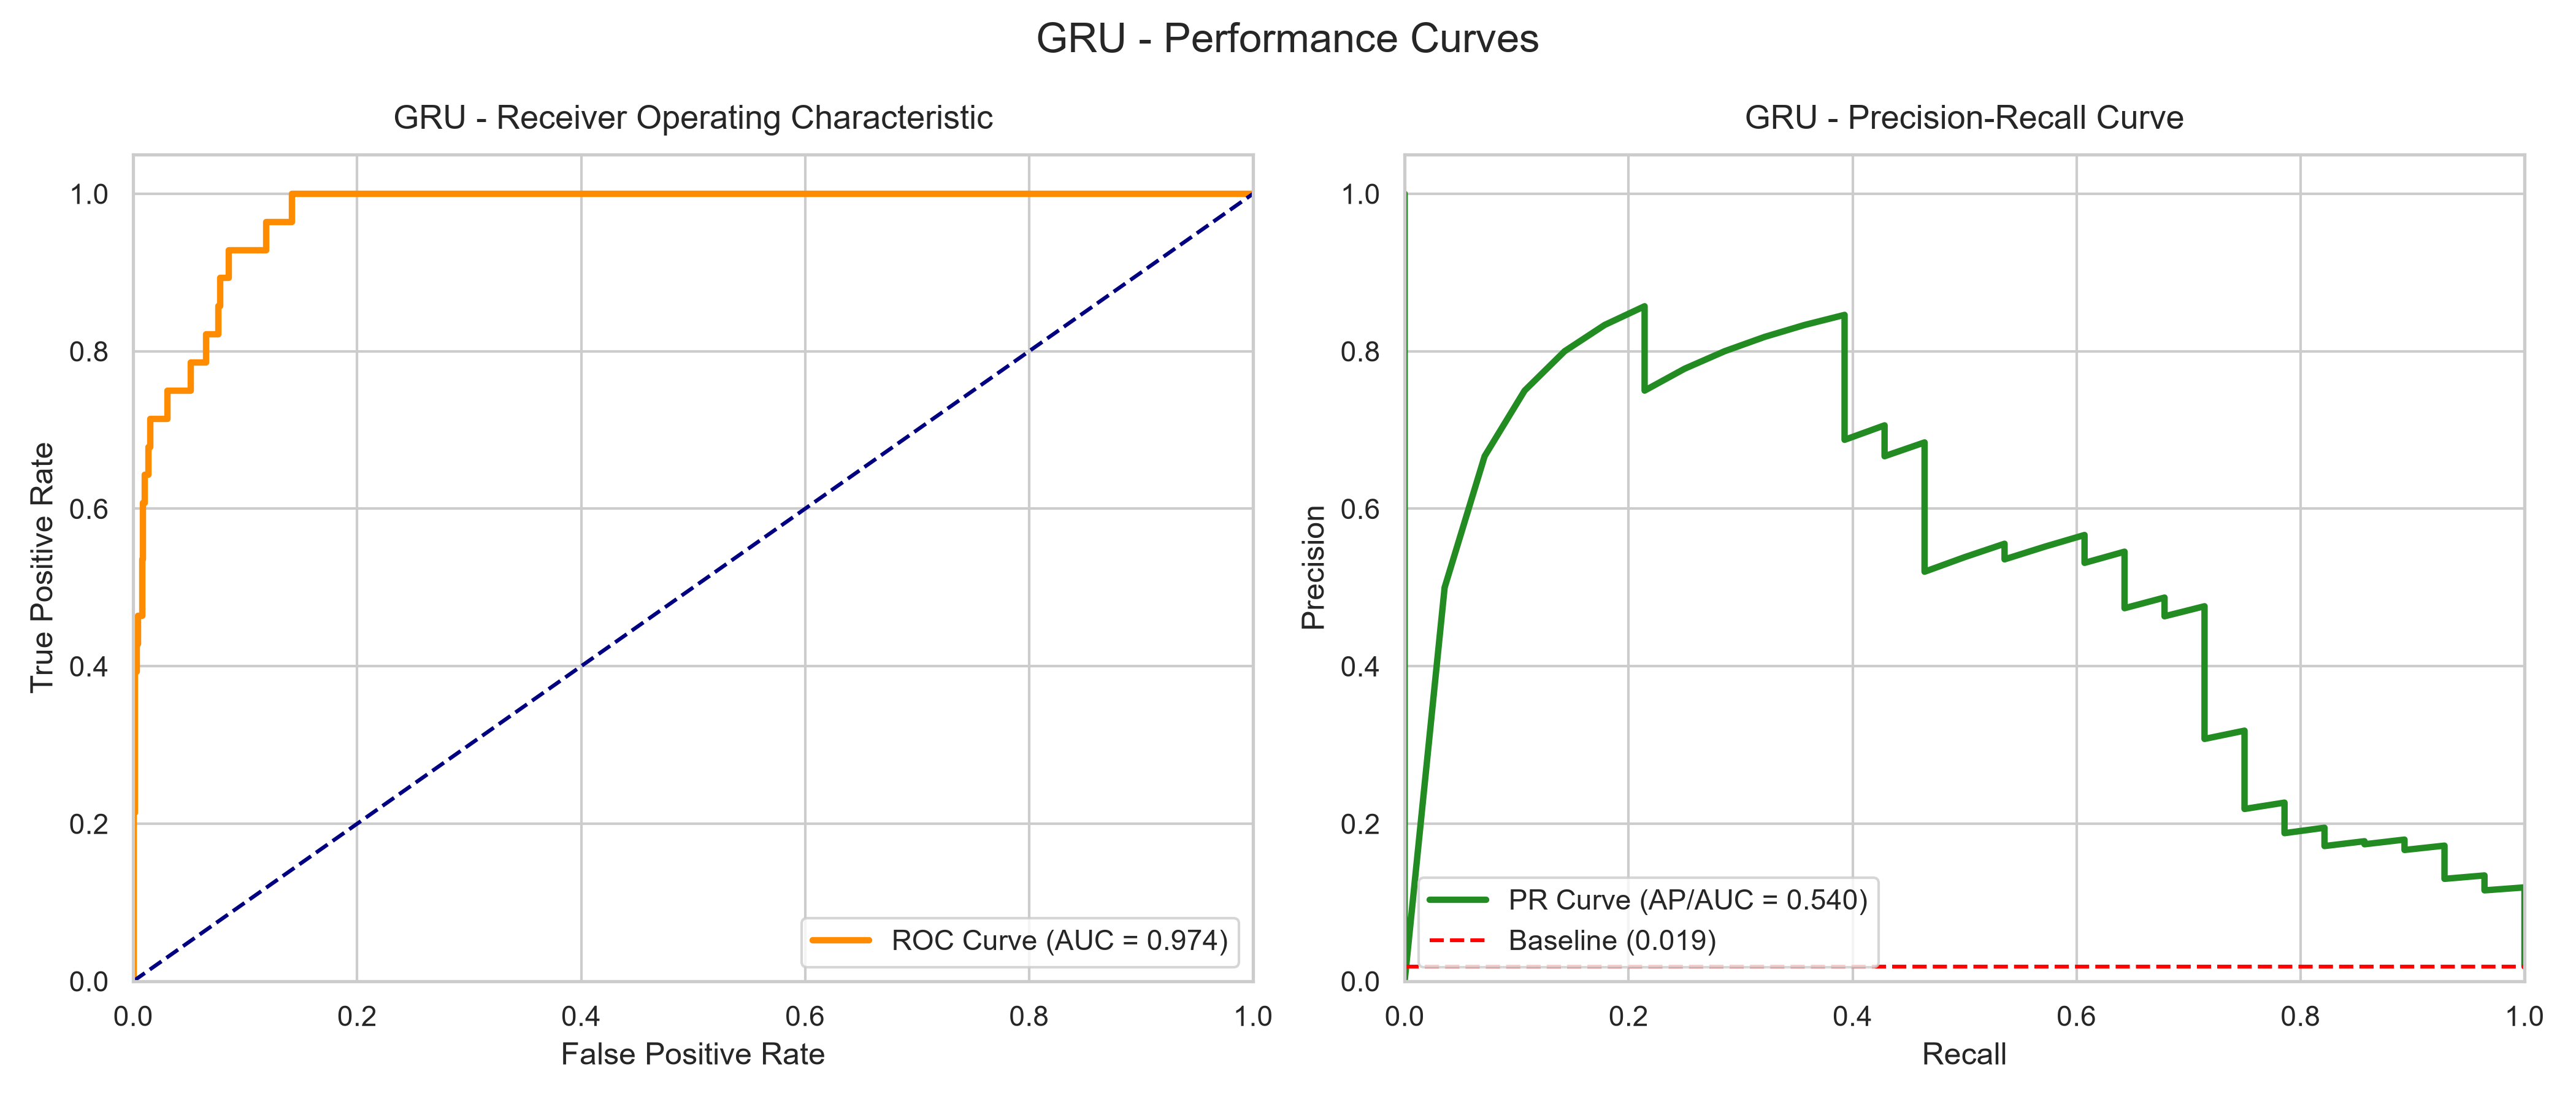 GRU - Performance Curves
GRU - Receiver Operating Characteristic
True Positive Rate
1.0
0.8
0.6
0.4
0.2
0.0
ROC Curve (AUC = 0.974)
0.0 0.2 0.4 0.6 0.8 1.0
False Positive Rate
GRU - Precision-Recall Curve
Precision
1.0
0.8
0.6
0.4
0.2
0.0
PR Curve (AP/AUC = 0.540)
Baseline (0.019)
0.0 0.2 0.4 0.6 0.8 1.0
Recall